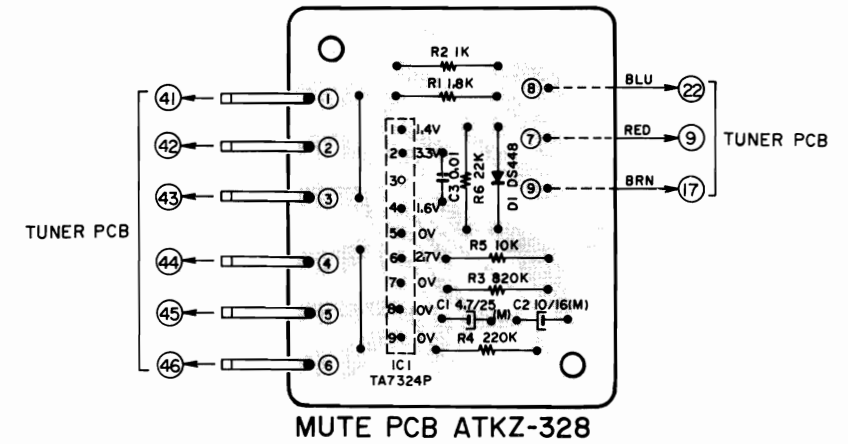 R2 1K
R1 1.8K
41
1
42
2
43
3
TUNER PCB
44
4
45
5
46
6
1 1.4V
2 3.3V
3
4 1.6V
5 0V
6 2.7V
7 0V
8 0V
9 0V
IC1
TA7324P
C3 0.01
R6 22K
D1 DS448
R5 10K
R3 820K
C1 4.7/25 (M)
C2 10/16(M)
R4 220K
8 BLU 22
7 RED 9
9 BRN 17
TUNER PCB
MUTE PCB ATKZ-328